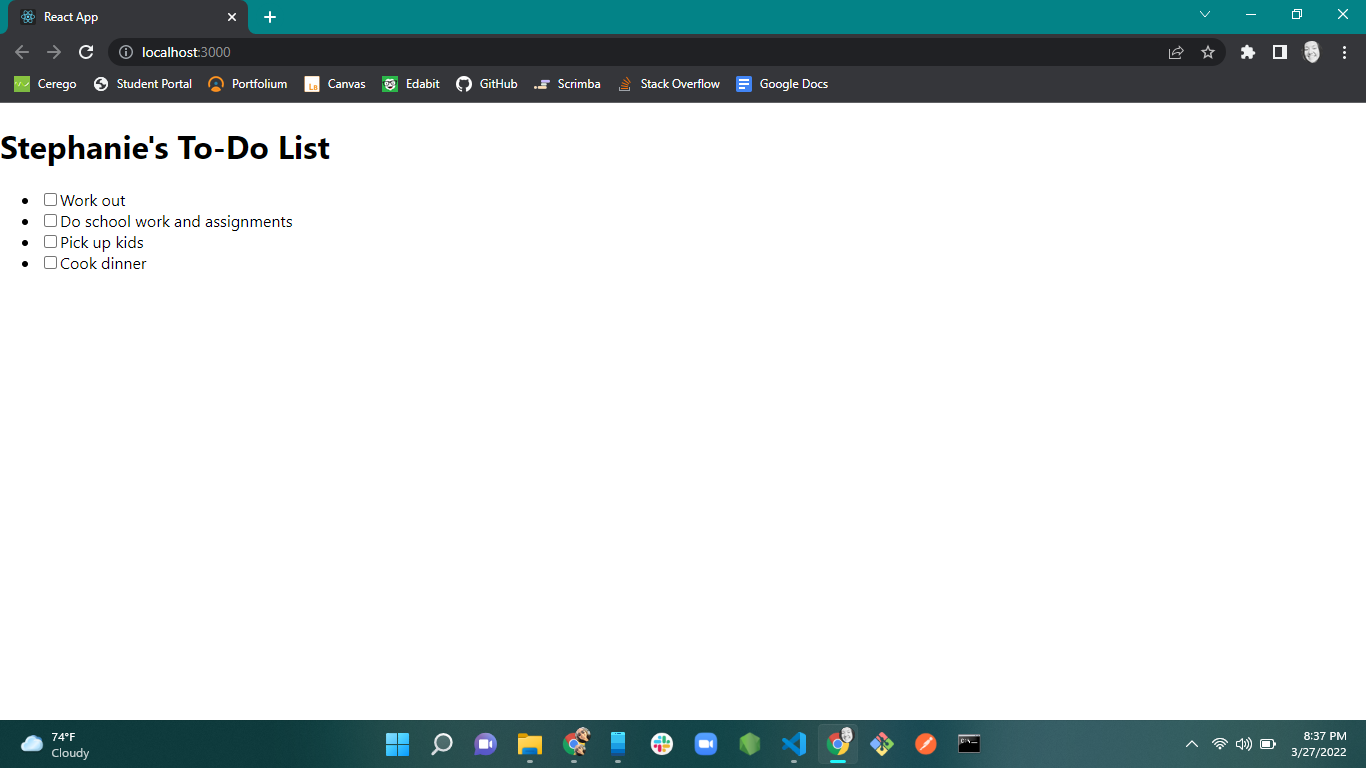 React App
localhost:3000
Cerego Student Portal Portfolium Canvas Edabit GitHub Scrimba Stack Overflow Google Docs
Stephanie's To-Do List
Work out
Do school work and assignments
Pick up kids
Cook dinner
74°F
Cloudy
8:37 PM
3/27/2022